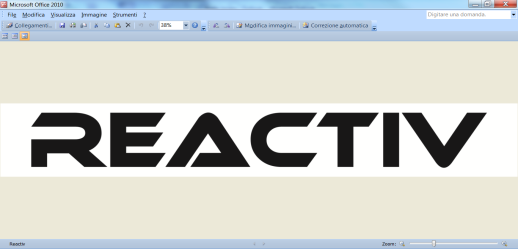 Microsoft Office 2010
File Modifica Visualizza Immagine Strumenti ?
Digitare una domanda.
Collegamenti... 38% Modifica immagini... Correzione automatica
REACTIV
Reactiv Zoom: